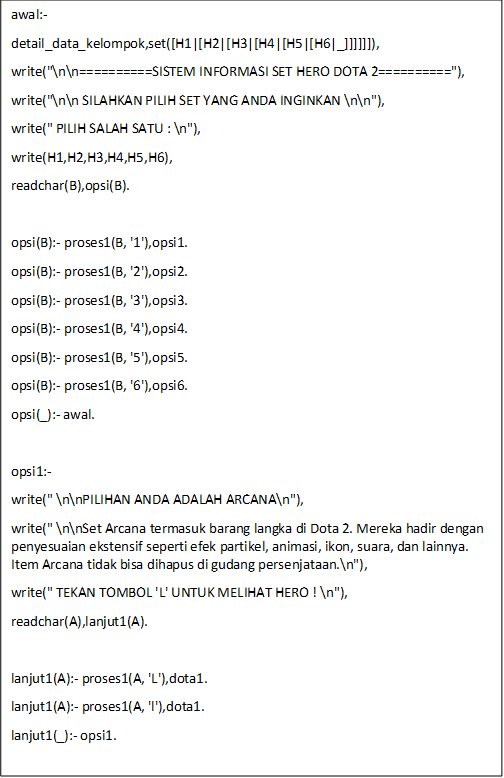 awal:-
detail_data_kelompok,set([H1|[H2|[H3|[H4|[H5|[H6|_]]]]]]),
write("\n\n==========SISTEM INFORMASI SET HERO DOTA 2=========="),
write("\n\n SILAHKAN PILIH SET YANG ANDA INGINKAN \n\n"),
write(" PILIH SALAH SATU : \n"),
write(H1,H2,H3,H4,H5,H6),
readchar(B),opsi(B).
opsi(B):- proses1(B, '1'),opsi1.
opsi(B):- proses1(B, '2'),opsi2.
opsi(B):- proses1(B, '3'),opsi3.
opsi(B):- proses1(B, '4'),opsi4.
opsi(B):- proses1(B, '5'),opsi5.
opsi(B):- proses1(B, '6'),opsi6.
opsi(_):- awal.
opsi1:-
write(" \n\nPILIHAN ANDA ADALAH ARCANA\n"),
write(" \n\nSet Arcana termasuk barang langka di Dota 2. Mereka hadir dengan
penyesuaian ekstensif seperti efek partikel, animasi, ikon, suara, dan lainnya.
Item Arcana tidak bisa dihapus di gudang persenjataan.\n"),
write(" TEKAN TOMBOL 'L' UNTUK MELIHAT HERO ! \n"),
readchar(A),lanjut1(A).
lanjut1(A):- proses1(A, 'L'),dota1.
lanjut1(A):- proses1(A, 'l'),dota1.
lanjut1(_):- opsi1.